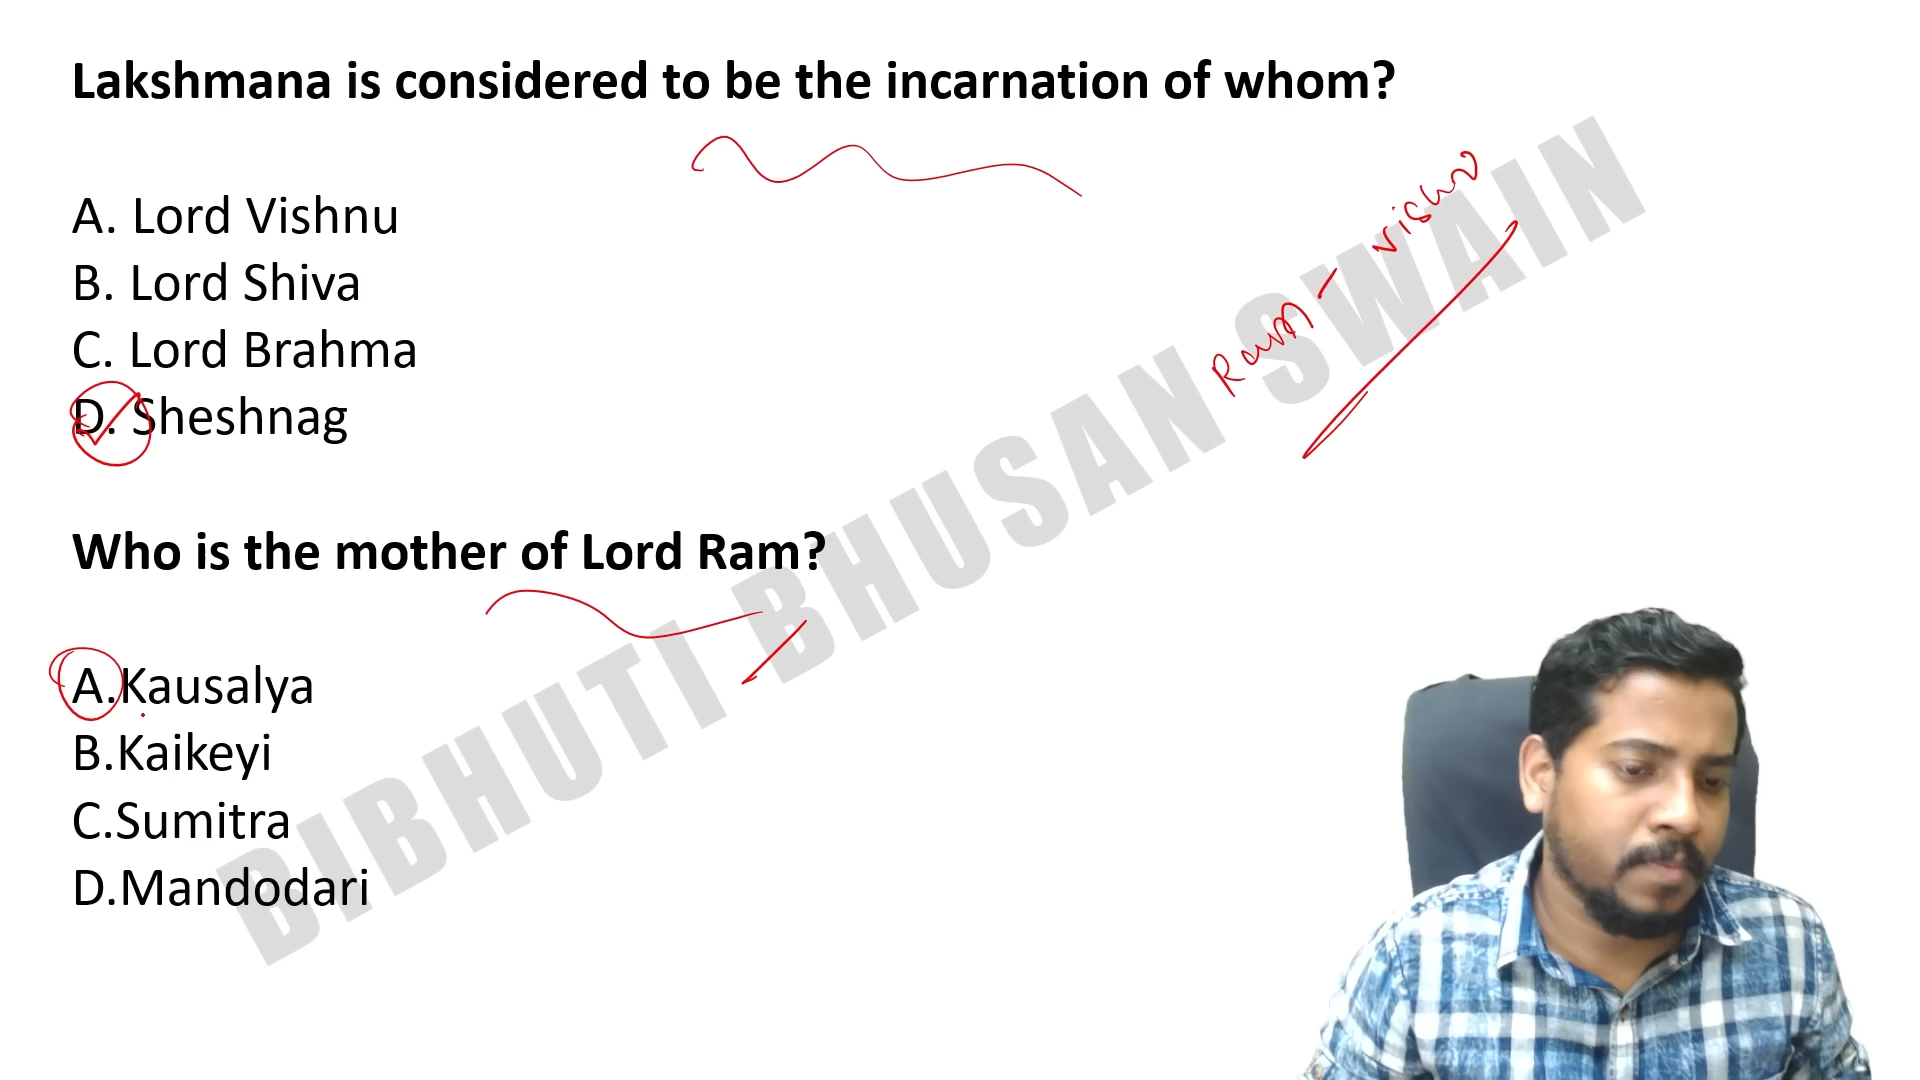 Lakshmana is considered to be the incarnation of whom?
A. Lord Vishnu
B. Lord Shiva
C. Lord Brahma
D. Sheshnag
Ram - Vishnu
Who is the mother of Lord Ram?
A.Kausalya
B.Kaikeyi
C.Sumitra
D.Mandodari
BIBHUTI BHUSAN SWAIN